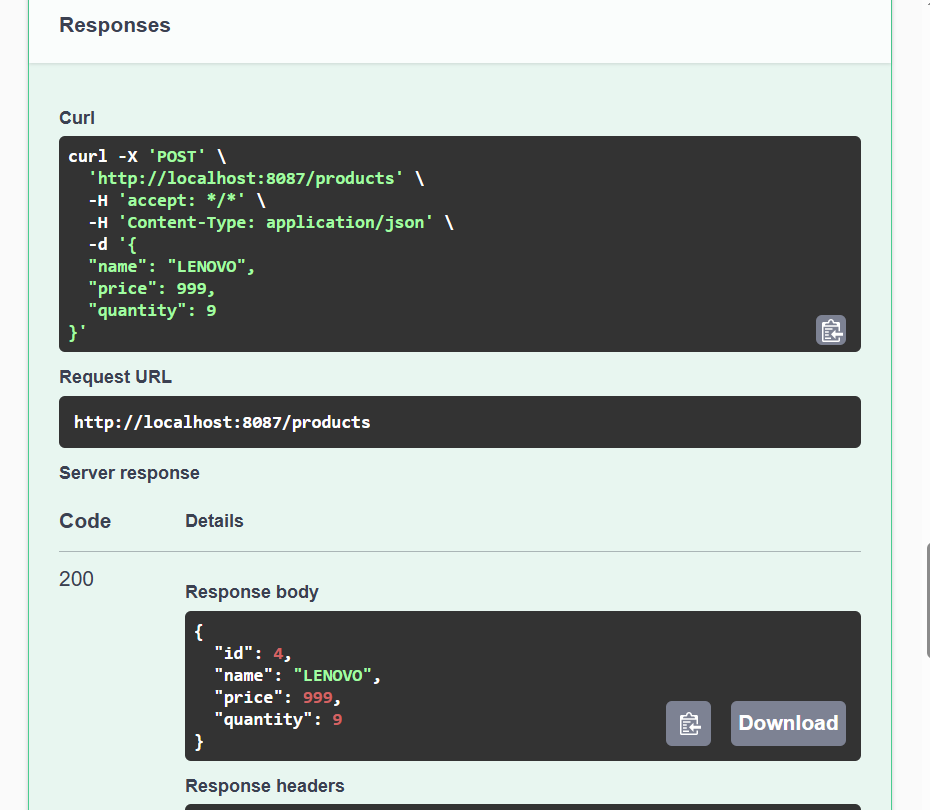 Responses
Curl
curl -X 'POST' \
  'http://localhost:8087/products' \
  -H 'accept: */*' \
  -H 'Content-Type: application/json' \
  -d '{
  "name": "LENOVO",
  "price": 999,
  "quantity": 9
}'
Request URL
http://localhost:8087/products
Server response
Code Details
200
Response body
{
  "id": 4,
  "name": "LENOVO",
  "price": 999,
  "quantity": 9
}
Download
Response headers